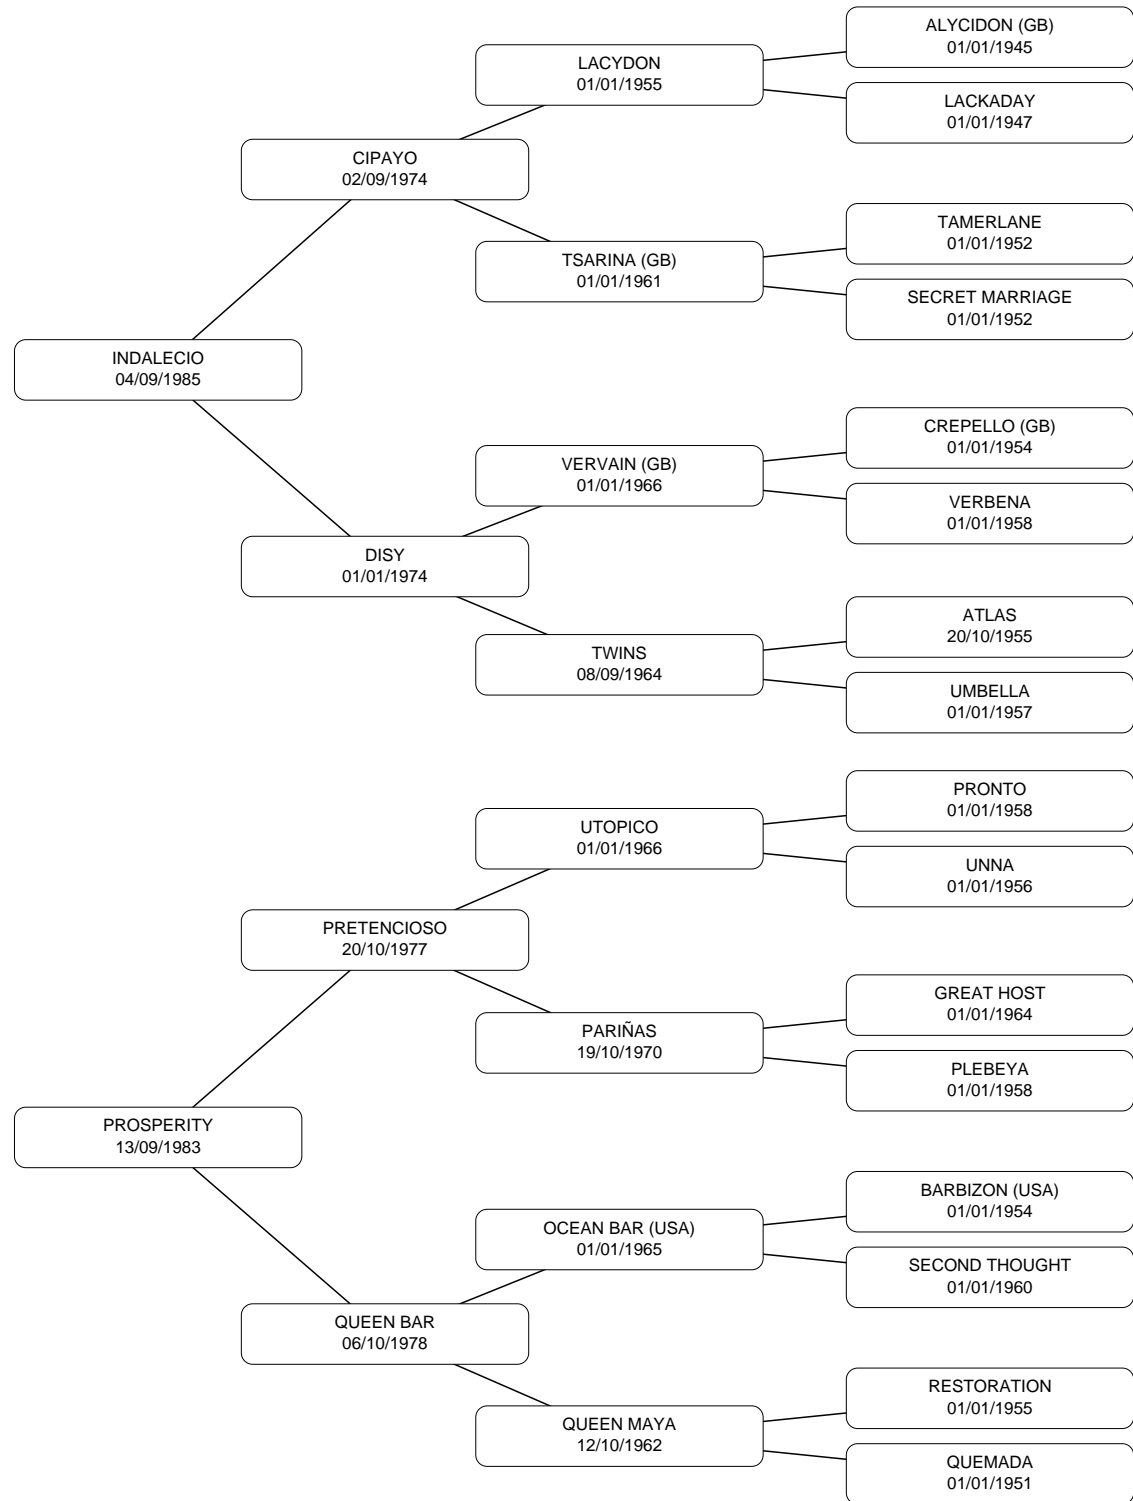 ALYCIDON (GB)
01/01/1945
LACYDON
01/01/1955
LACKADAY
01/01/1947
CIPAYO
02/09/1974
TAMERLANE
01/01/1952
TSARINA (GB)
01/01/1961
SECRET MARRIAGE
01/01/1952
INDALECIO
04/09/1985
CREPELLO (GB)
01/01/1954
VERVAIN (GB)
01/01/1966
VERBENA
01/01/1958
DISY
01/01/1974
ATLAS
20/10/1955
TWINS
08/09/1964
UMBELLA
01/01/1957
PRONTO
01/01/1958
UTOPICO
01/01/1966
UNNA
01/01/1956
PRETENCIOSO
20/10/1977
GREAT HOST
01/01/1964
PARIÑAS
19/10/1970
PLEBEYA
01/01/1958
PROSPERITY
13/09/1983
BARBIZON (USA)
01/01/1954
OCEAN BAR (USA)
01/01/1965
SECOND THOUGHT
01/01/1960
QUEEN BAR
06/10/1978
RESTORATION
01/01/1955
QUEEN MAYA
12/10/1962
QUEMADA
01/01/1951